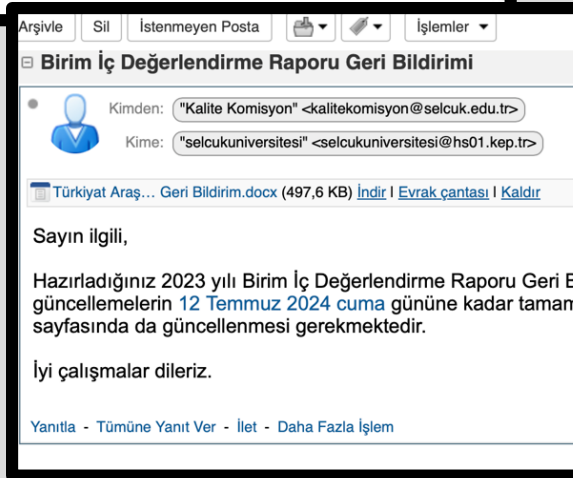 Arşivle Sil İstenmeyen Posta İşlemler
Birim İç Değerlendirme Raporu Geri Bildirimi
Kimden: "Kalite Komisyon" <kalitekomisyon@selcuk.edu.tr>
Kime: "selcukuniversitesi" <selcukuniversitesi@hs01.kep.tr>
Türkiyat Araş... Geri Bildirim.docx (497,6 KB) İndir | Evrak çantası | Kaldır
Sayın ilgili,
Hazırladığınız 2023 yılı Birim İç Değerlendirme Raporu Geri
güncellemelerin 12 Temmuz 2024 cuma gününe kadar
sayfasında da güncellenmesi gerekmektedir.
İyi çalışmalar dileriz.
Yanıtla - Tümüne Yanıt Ver - İlet - Daha Fazla İşlem